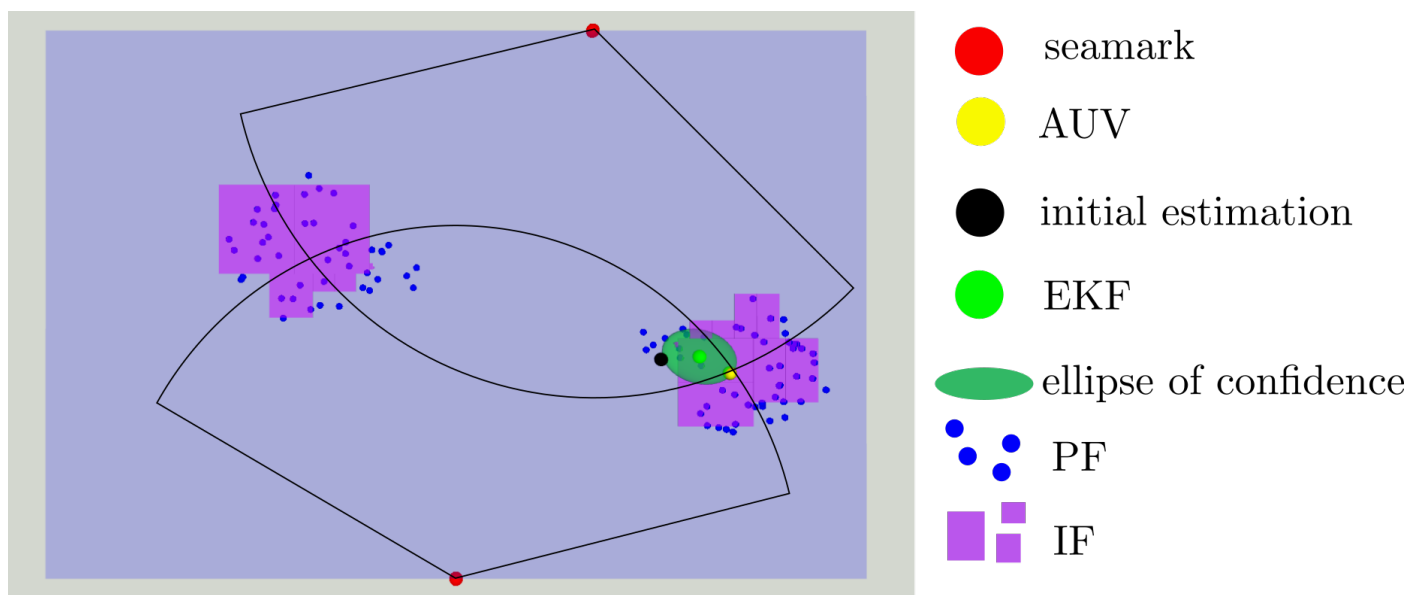 seamark
AUV
initial estimation
EKF
ellipse of confidence
PF
IF